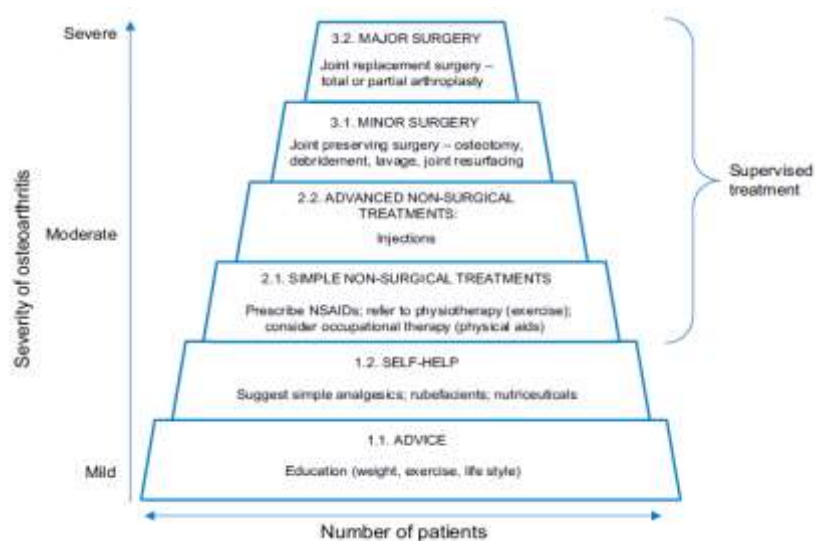 Severe
3.2. MAJOR SURGERY
Joint replacement surgery –
total or partial arthroplasty
3.1. MINOR SURGERY
Joint preserving surgery – osteotomy,
debridement, lavage, joint resurfacing
Supervised
treatment
2.2. ADVANCED NON-SURGICAL
TREATMENTS:
Injections
Moderate
Severity of osteoarthritis
2.1. SIMPLE NON-SURGICAL TREATMENTS
Prescribe NSAIDs; refer to physiotherapy (exercise);
consider occupational therapy (physical aids)
1.2. SELF-HELP
Suggest simple analgesics; rubefacients; nutriceuticals
1.1. ADVICE
Education (weight, exercise, life style)
Mild
Number of patients